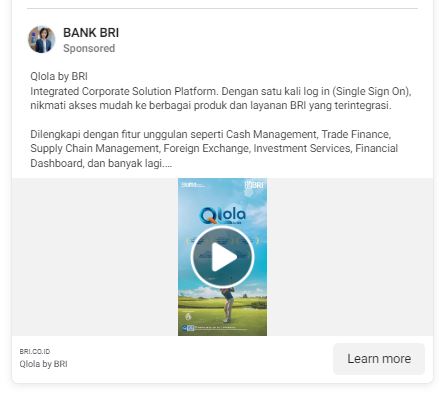 BANK BRI
Sponsored
Qlola by BRI
Integrated Corporate Solution Platform. Dengan satu kali log in (Single Sign On),
nikmati akses mudah ke berbagai produk dan layanan BRI yang terintegrasi.
Dilengkapi dengan fitur unggulan seperti Cash Management, Trade Finance,
Supply Chain Management, Foreign Exchange, Investment Services, Financial
Dashboard, dan banyak lagi....
BRI
Qlola
BRI.CO.ID
Qlola by BRI
Learn more